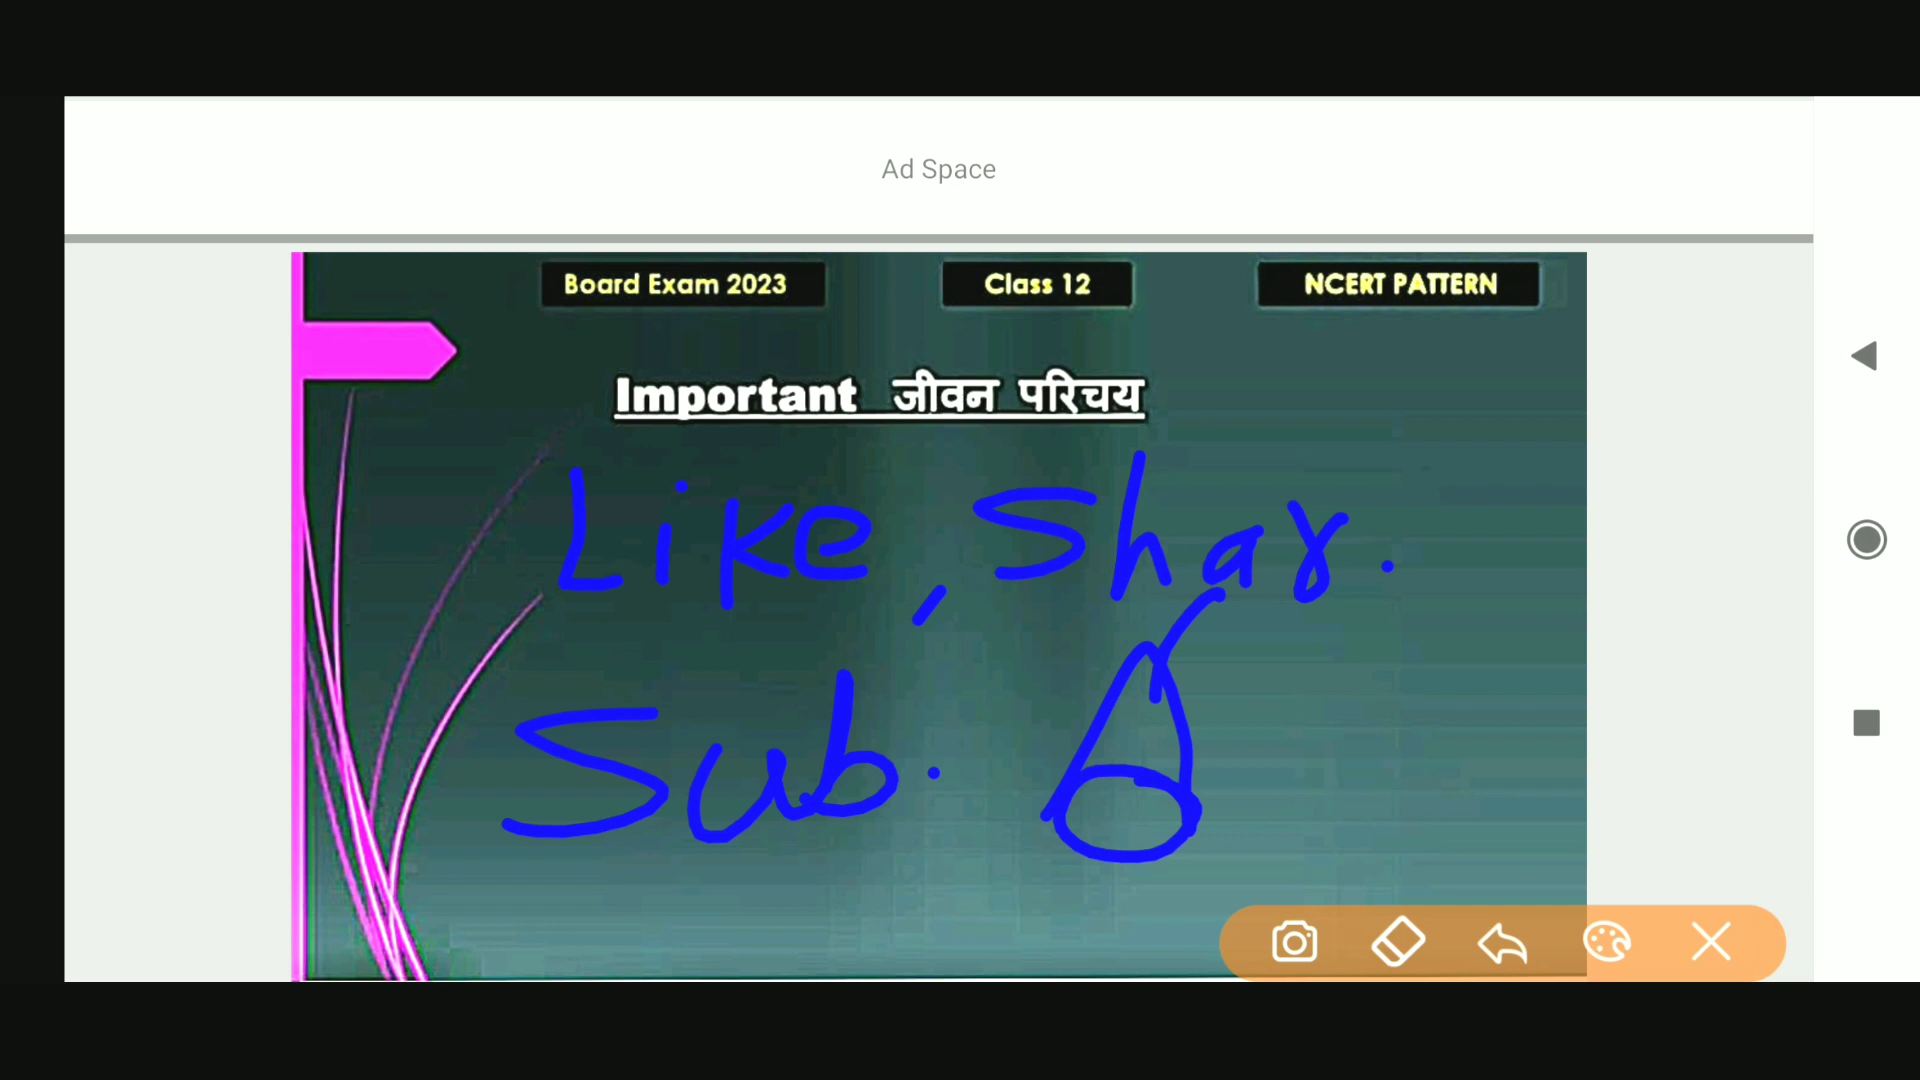 Ad Space
Board Exam 2023 Class 12 NCERT PATTERN
Important जीवन परिचय
Like, Shar.
Sub.